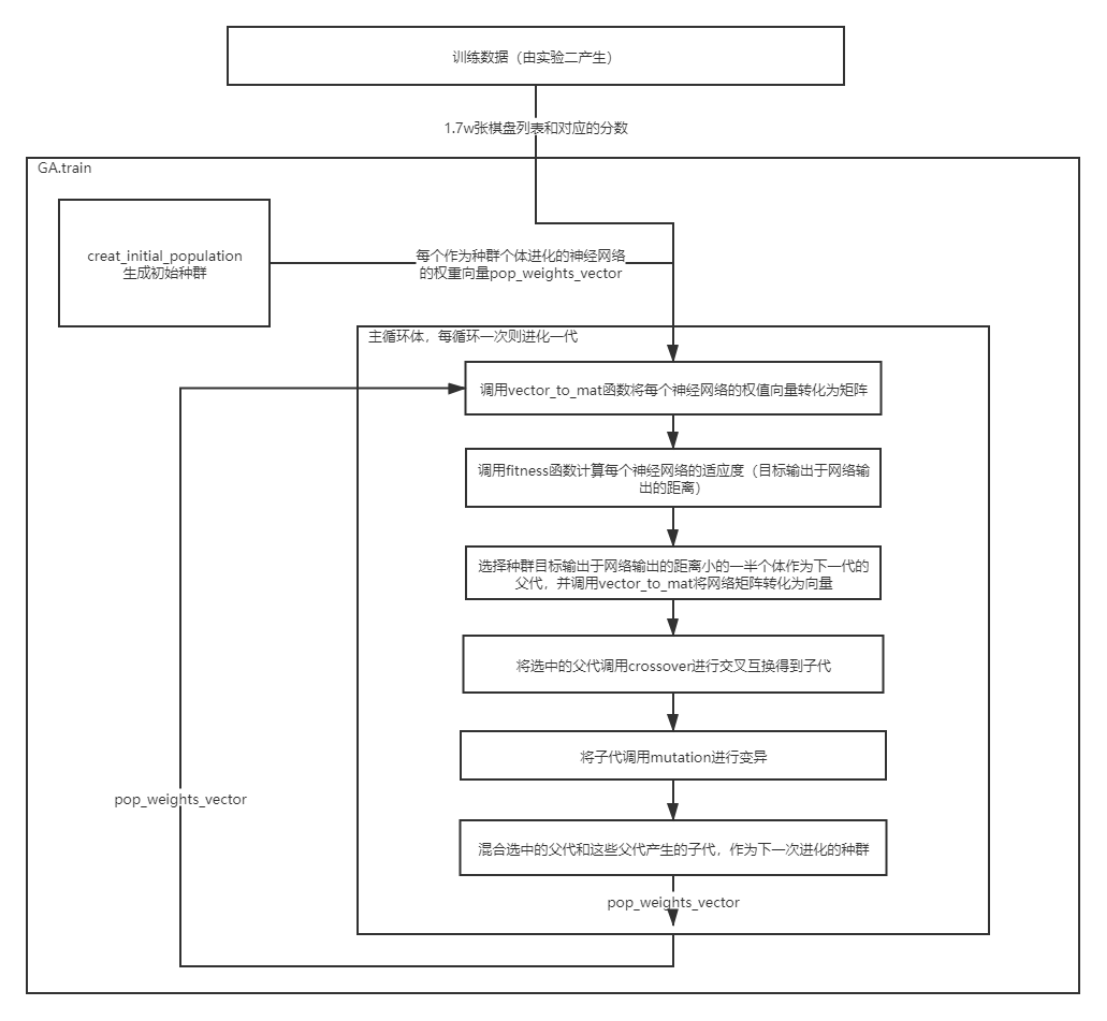 训练数据（由实验二产生）
1.7w张棋盘列表和对应的分数
GA.train
creat_initial_population
生成初始种群
每个作为种群个体进化的神经网络
的权重向量pop_weights_vector
主循环体，每循环一次则进化一代
调用vector_to_mat函数将每个神经网络的权值向量转化为矩阵
调用fitness函数计算每个神经网络的适应度（目标输出于网络输
出的距离）
选择种群目标输出于网络输出的距离小的一半个体作为下一代的
父代，并调用vector_to_mat将网络矩阵转化为向量
将选中的父代调用crossover进行交叉互换得到子代
将子代调用mutation进行变异
pop_weights_vector
混合选中的父代和这些父代产生的子代，作为下一次进化的种群
pop_weights_vector